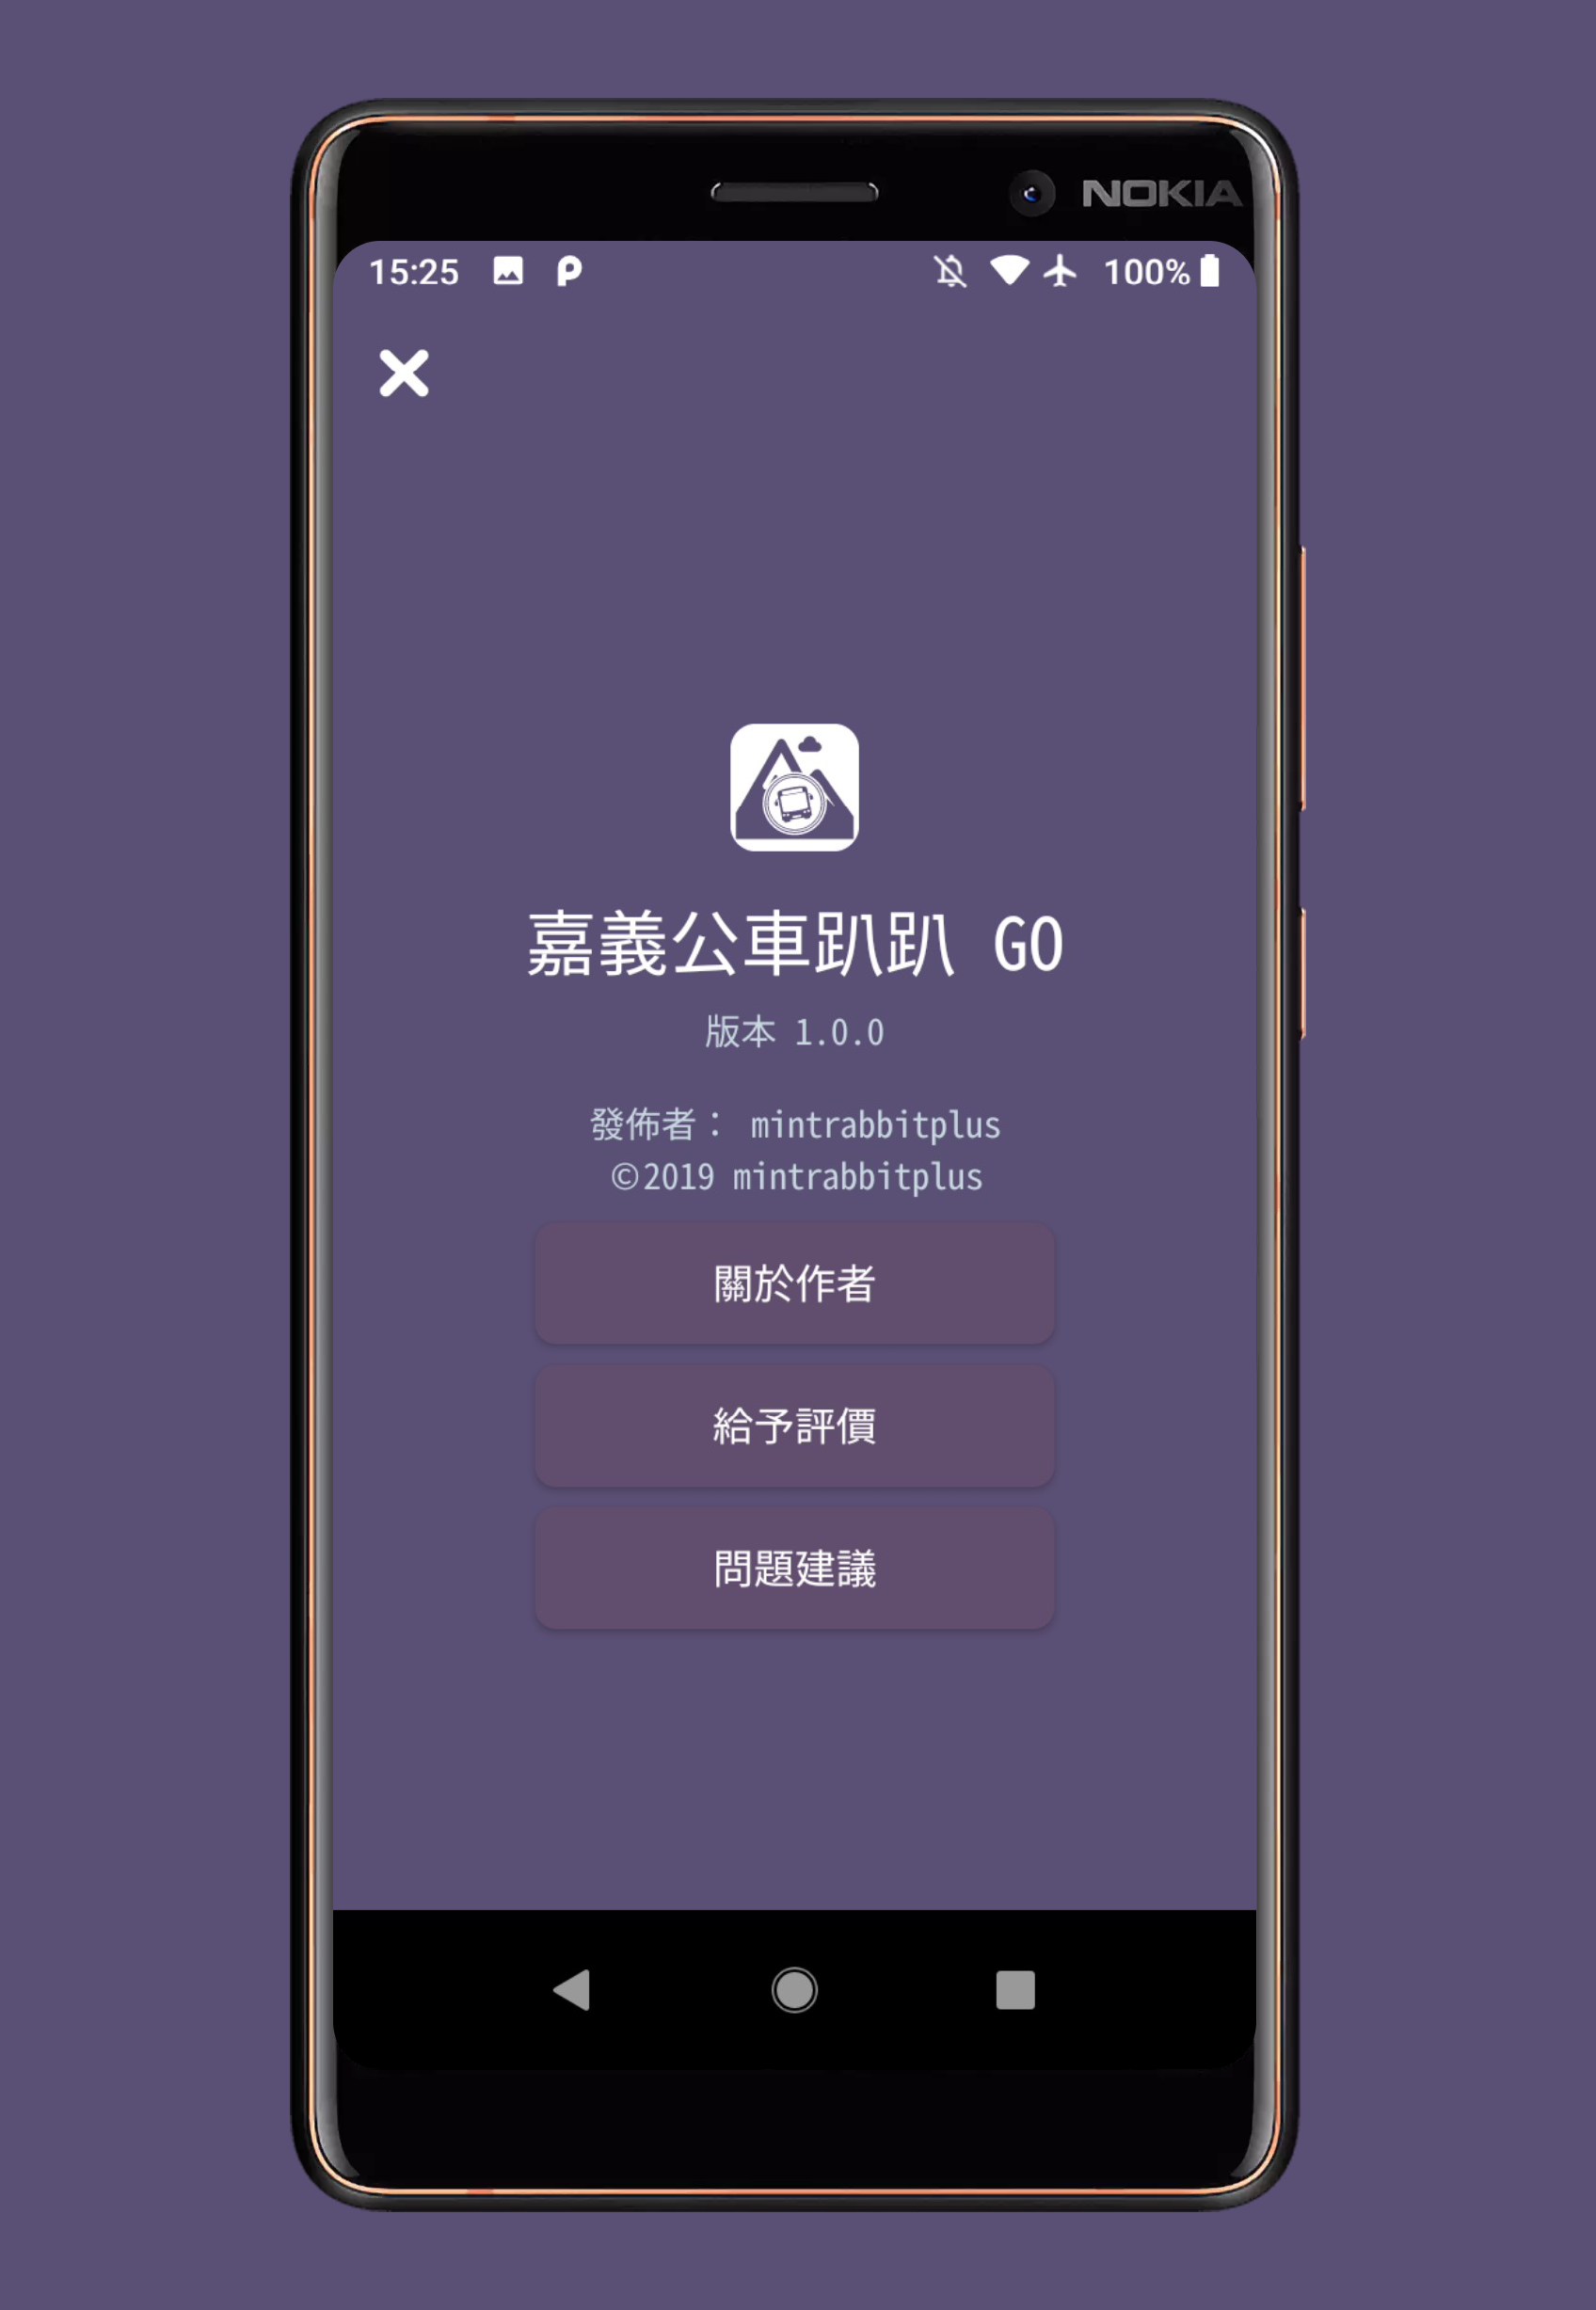 NOKIA
15:25 100%
嘉義公車趴趴 GO
版本 1.0.0
發佈者： mintrabbitplus
©2019 mintrabbitplus
關於作者
給予評價
問題建議